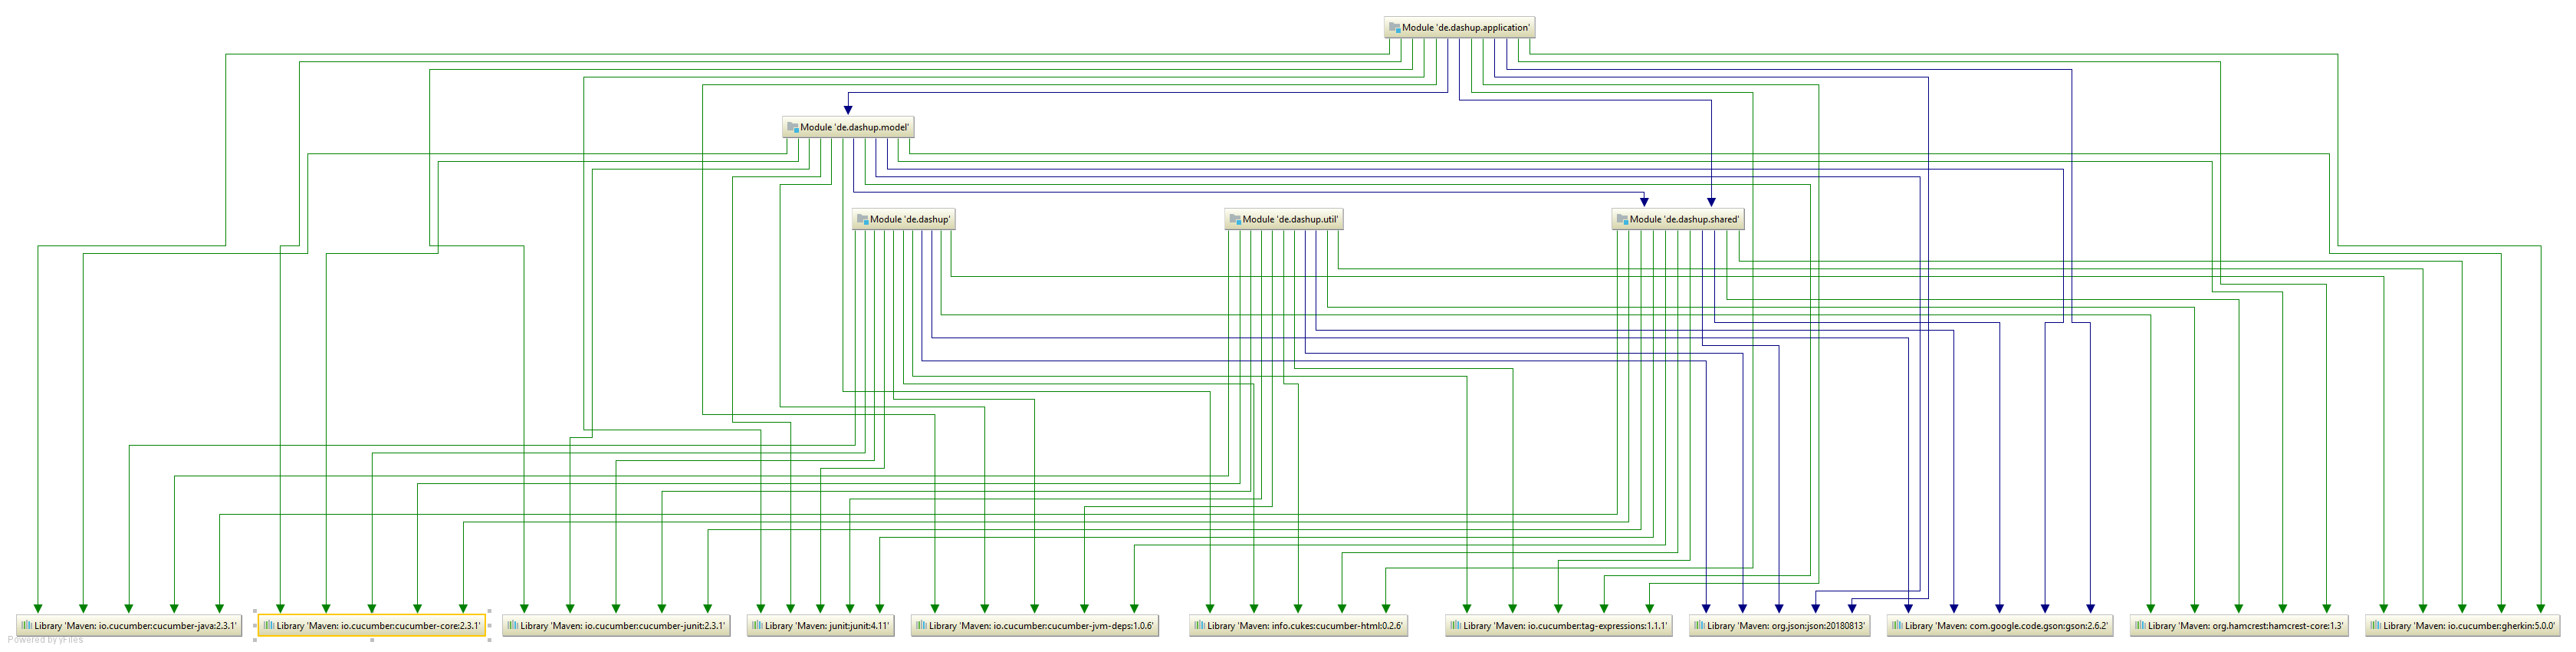 Module 'de.dashup.application'
Module 'de.dashup.model'
Module 'de.dashup'
Module 'de.dashup.util'
Module 'de.dashup.shared'
Library 'Maven: io.cucumber:cucumber-java:2.3.1'
Library 'Maven: io.cucumber:cucumber-core:2.3.1'
Library 'Maven: io.cucumber:cucumber-junit:2.3.1'
Library 'Maven: junit:junit:4.11'
Library 'Maven: io.cucumber:cucumber-jvm-deps:1.0.6'
Library 'Maven: info.cukes:cucumber-html:0.2.6'
Library 'Maven: io.cucumber:tag-expressions:1.1.1'
Library 'Maven: org.json:json:20180813'
Library 'Maven: com.google.code.gson:gson:2.6.2'
Library 'Maven: org.hamcrest:hamcrest-core:1.3'
Library 'Maven: io.cucumber:gherkin:5.0.0'
Powered by yFiles